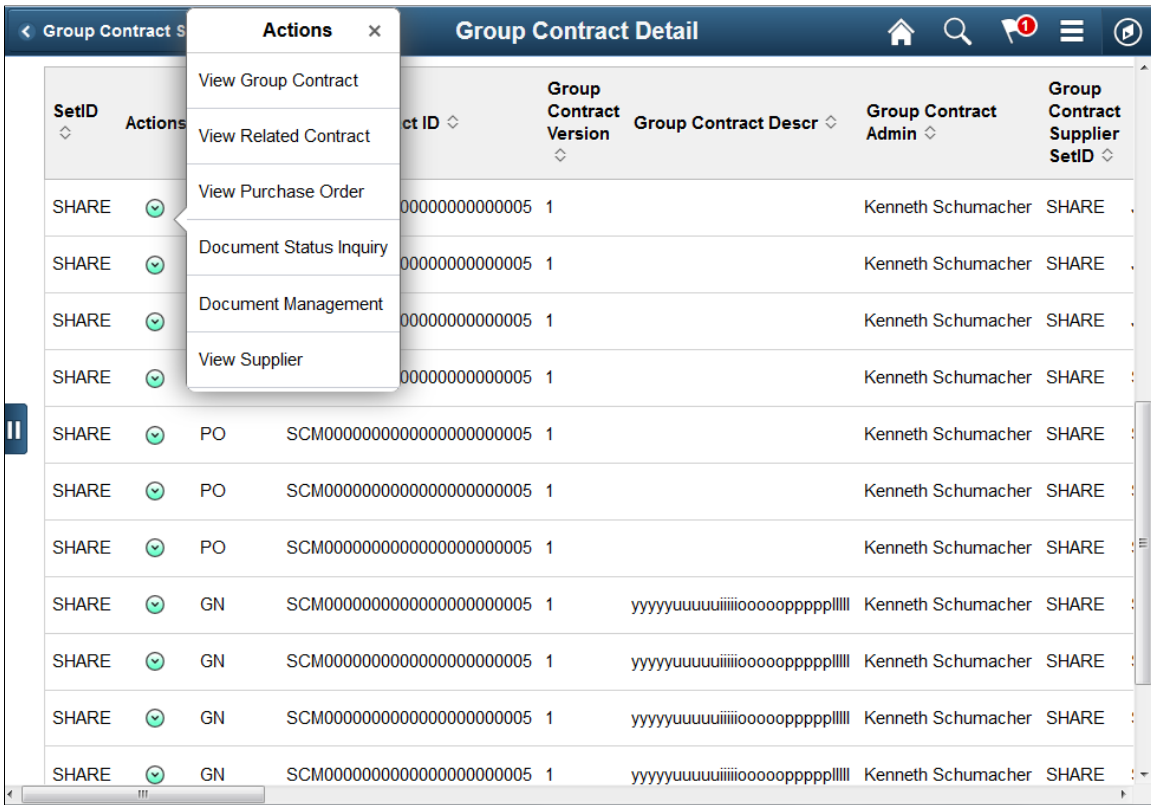 Group Contract S
Actions ×
Group Contract Detail
1
SetID
Actions
ct ID
Group
Contract
Version
Group Contract Descr
Group Contract
Admin
Group
Contract
Supplier
SetID
View Group Contract
View Related Contract
View Purchase Order
Document Status Inquiry
Document Management
View Supplier
SHARE 00000000000005 1 Kenneth Schumacher SHARE
SHARE 00000000000005 1 Kenneth Schumacher SHARE
SHARE 00000000000005 1 Kenneth Schumacher SHARE
SHARE 00000000000005 1 Kenneth Schumacher SHARE
SHARE PO SCM0000000000000000000005 1 Kenneth Schumacher SHARE
SHARE PO SCM0000000000000000000005 1 Kenneth Schumacher SHARE
SHARE PO SCM0000000000000000000005 1 Kenneth Schumacher SHARE
SHARE GN SCM0000000000000000000005 1 yyyyyuuuuuiiiiioooooppppplllll Kenneth Schumacher SHARE
SHARE GN SCM0000000000000000000005 1 yyyyyuuuuuiiiiioooooppppplllll Kenneth Schumacher SHARE
SHARE GN SCM0000000000000000000005 1 yyyyyuuuuuiiiiioooooppppplllll Kenneth Schumacher SHARE
SHARE GN SCM0000000000000000000005 1 yyyyyuuuuuiiiiioooooppppplllll Kenneth Schumacher SHARE